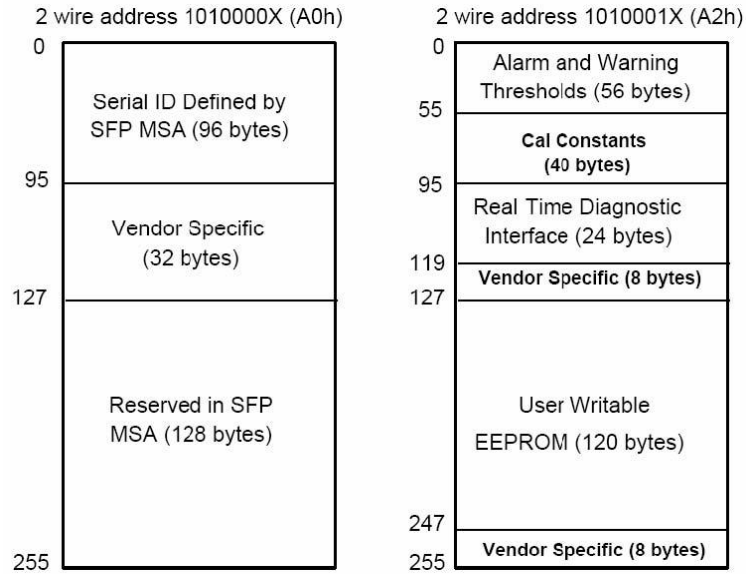 2 wire address 1010000X (A0h)
0
Serial ID Defined by
SFP MSA (96 bytes)
95
Vendor Specific
(32 bytes)
127
Reserved in SFP
MSA (128 bytes)
255
2 wire address 1010001X (A2h)
0
Alarm and Warning
Thresholds (56 bytes)
55
Cal Constants
(40 bytes)
95
Real Time Diagnostic
Interface (24 bytes)
119
Vendor Specific (8 bytes)
127
User Writable
EEPROM (120 bytes)
247
Vendor Specific (8 bytes)
255